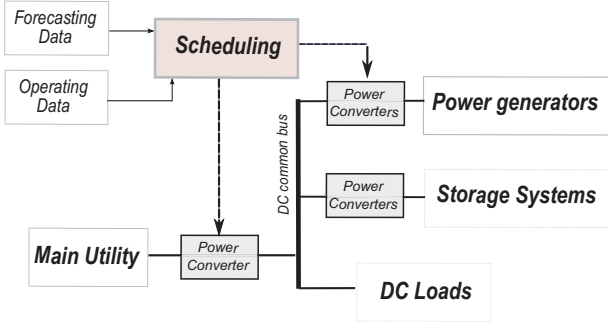 Forecasting
Data
Scheduling
Operating
Data
Power
Converters
Power generators
DC common bus
Power
Converters
Storage Systems
Main Utility
Power
Converter
DC Loads